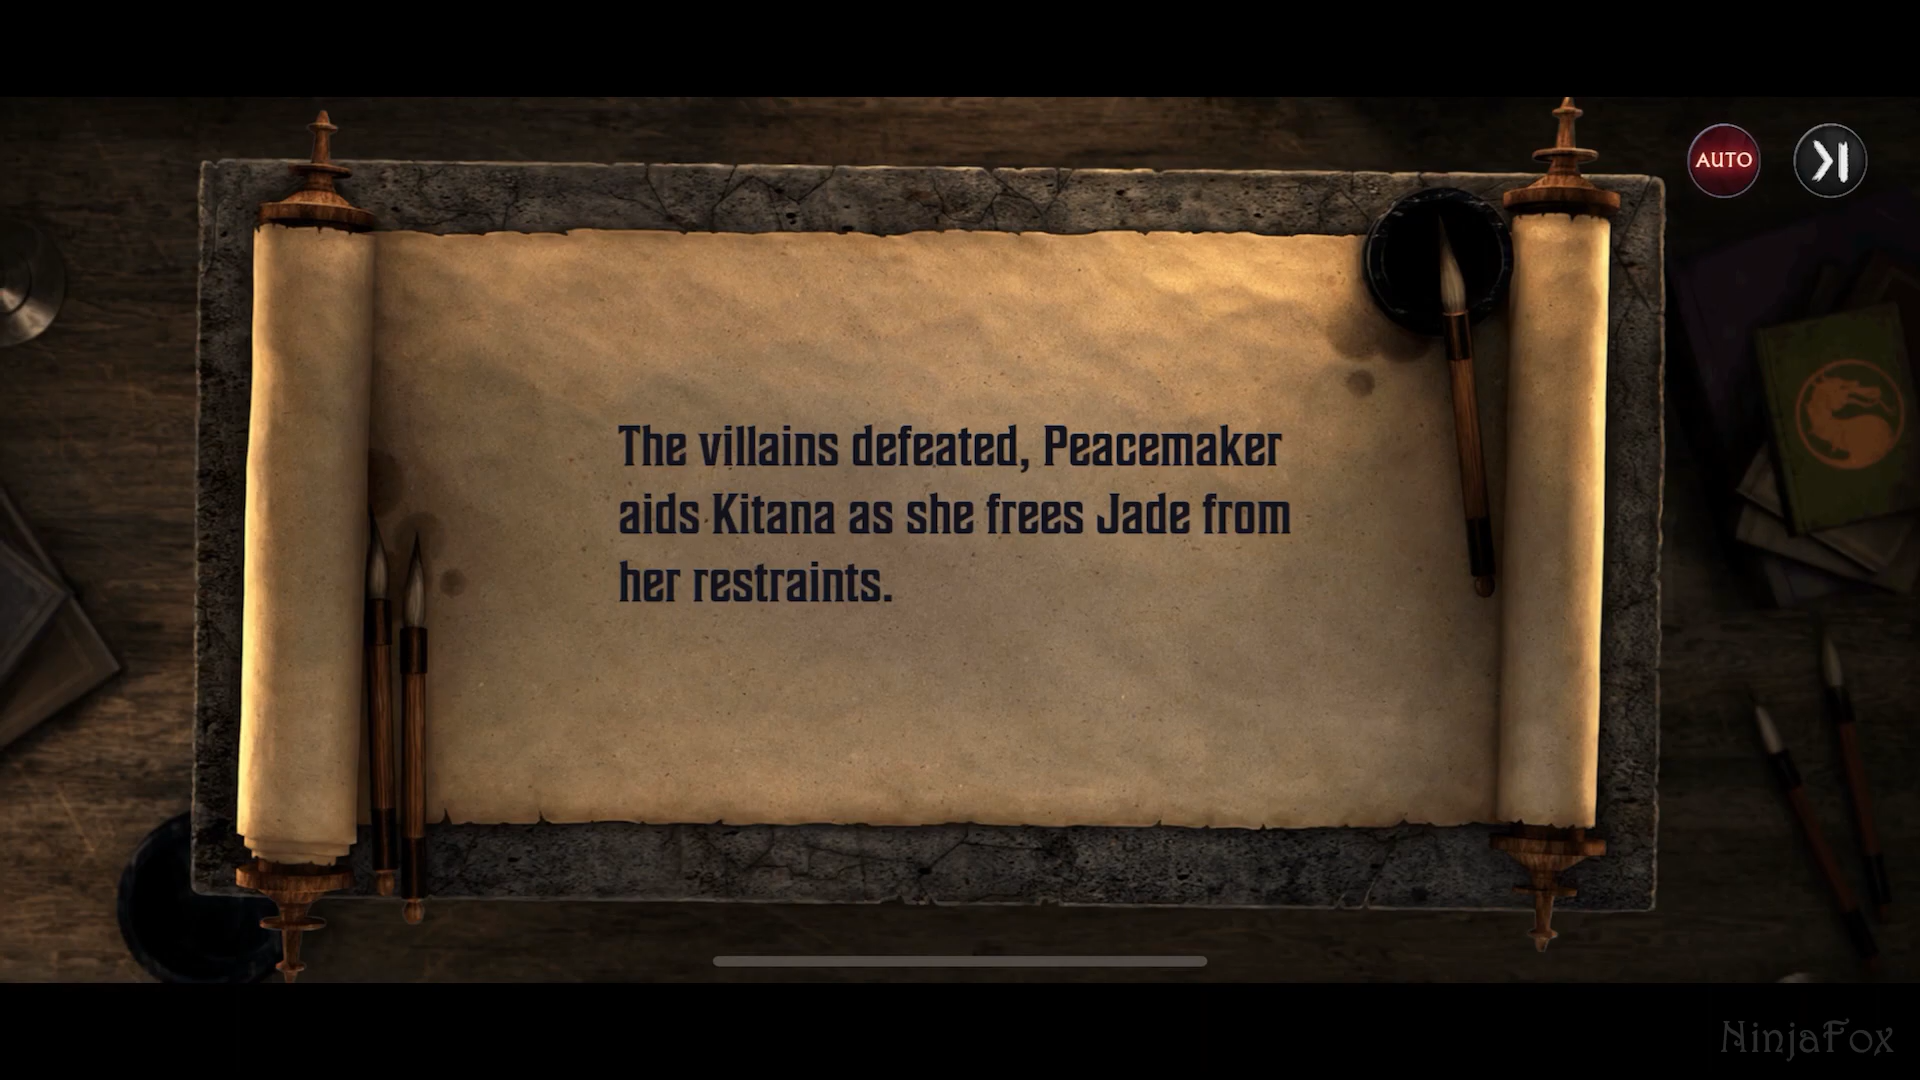 AUTO
The villains defeated, Peacemaker
aids Kitana as she frees Jade from
her restraints.
NinjaFox